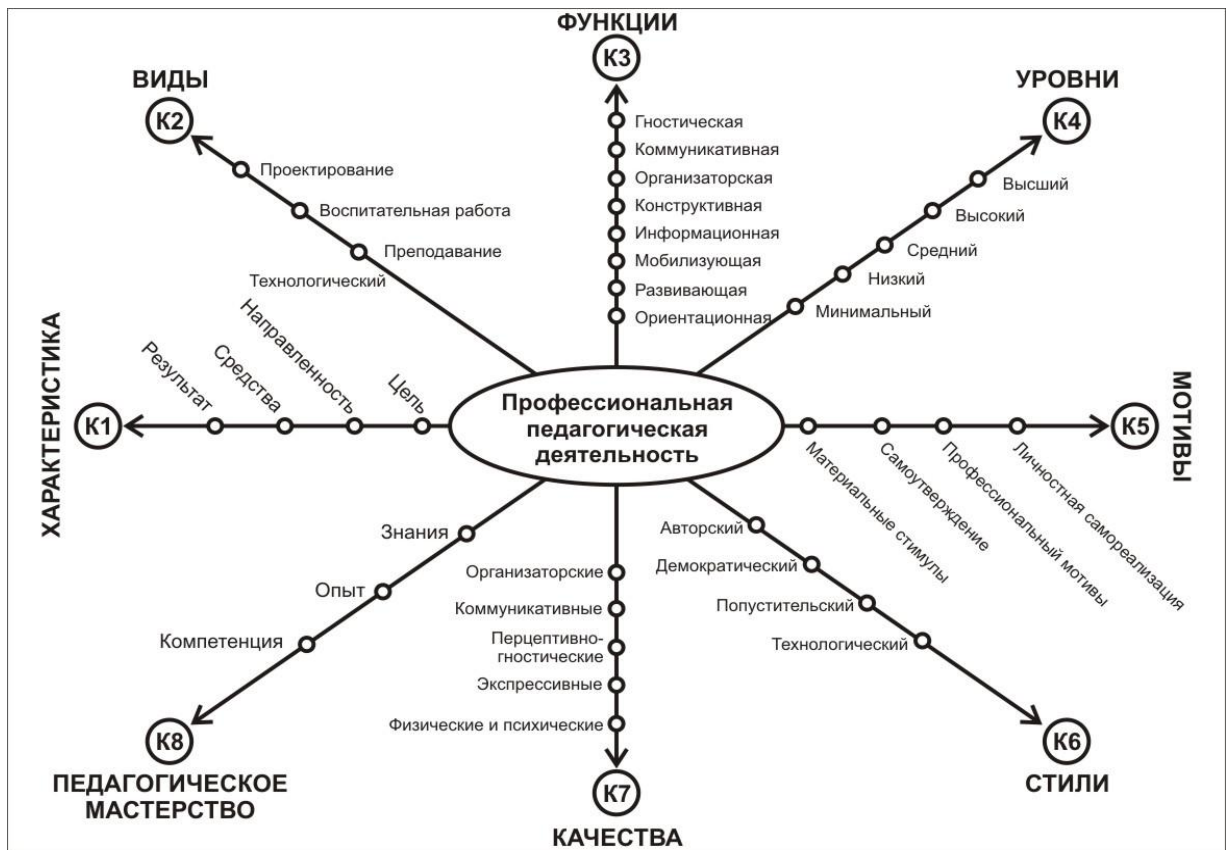 ФУНКЦИИ
К3
ВИДЫ
К2
УРОВНИ
К4
Гностическая
Коммуникативная
Организаторская
Конструктивная
Информационная
Мобилизующая
Развивающая
Ориентационная
Проектирование
Воспитательная работа
Преподавание
Технологический
Высший
Высокий
Средний
Низкий
Минимальный
ХАРАКТЕРИСТИКА
К1
Результат
Средства
Направленность
Цель
Профессиональная
педагогическая
деятельность
Материальные стимулы
Самоутверждение
Профессиональный мотивы
Личностная самореализация
К5
МОТИВЫ
Знания
Опыт
Компетенция
К8
ПЕДАГОГИЧЕСКОЕ
МАСТЕРСТВО
Организаторские
Коммуникативные
Перцептивно-
гностические
Экспрессивные
Физические и психические
К7
КАЧЕСТВА
Авторский
Демократический
Попустительский
Технологический
К6
СТИЛИ